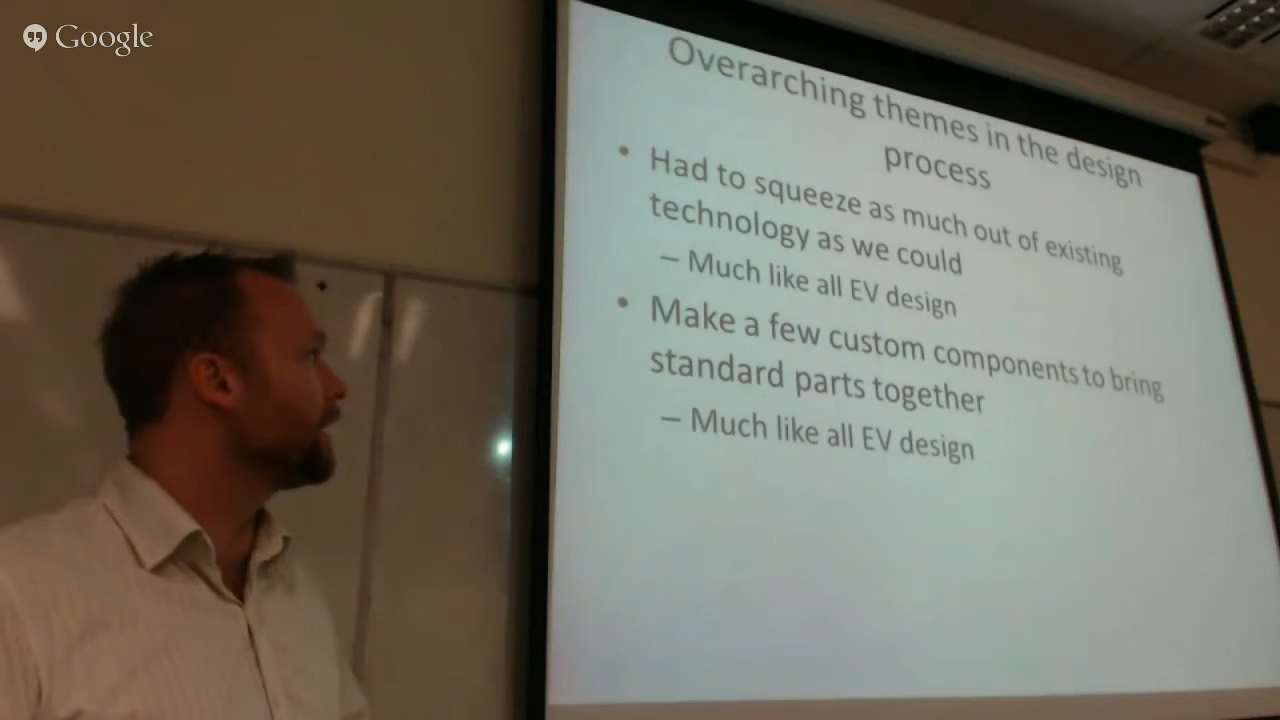 Google
Overarching themes in the design
process
• Had to squeeze as much out of existing
technology as we could
– Much like all EV design
• Make a few custom components to bring
standard parts together
– Much like all EV design